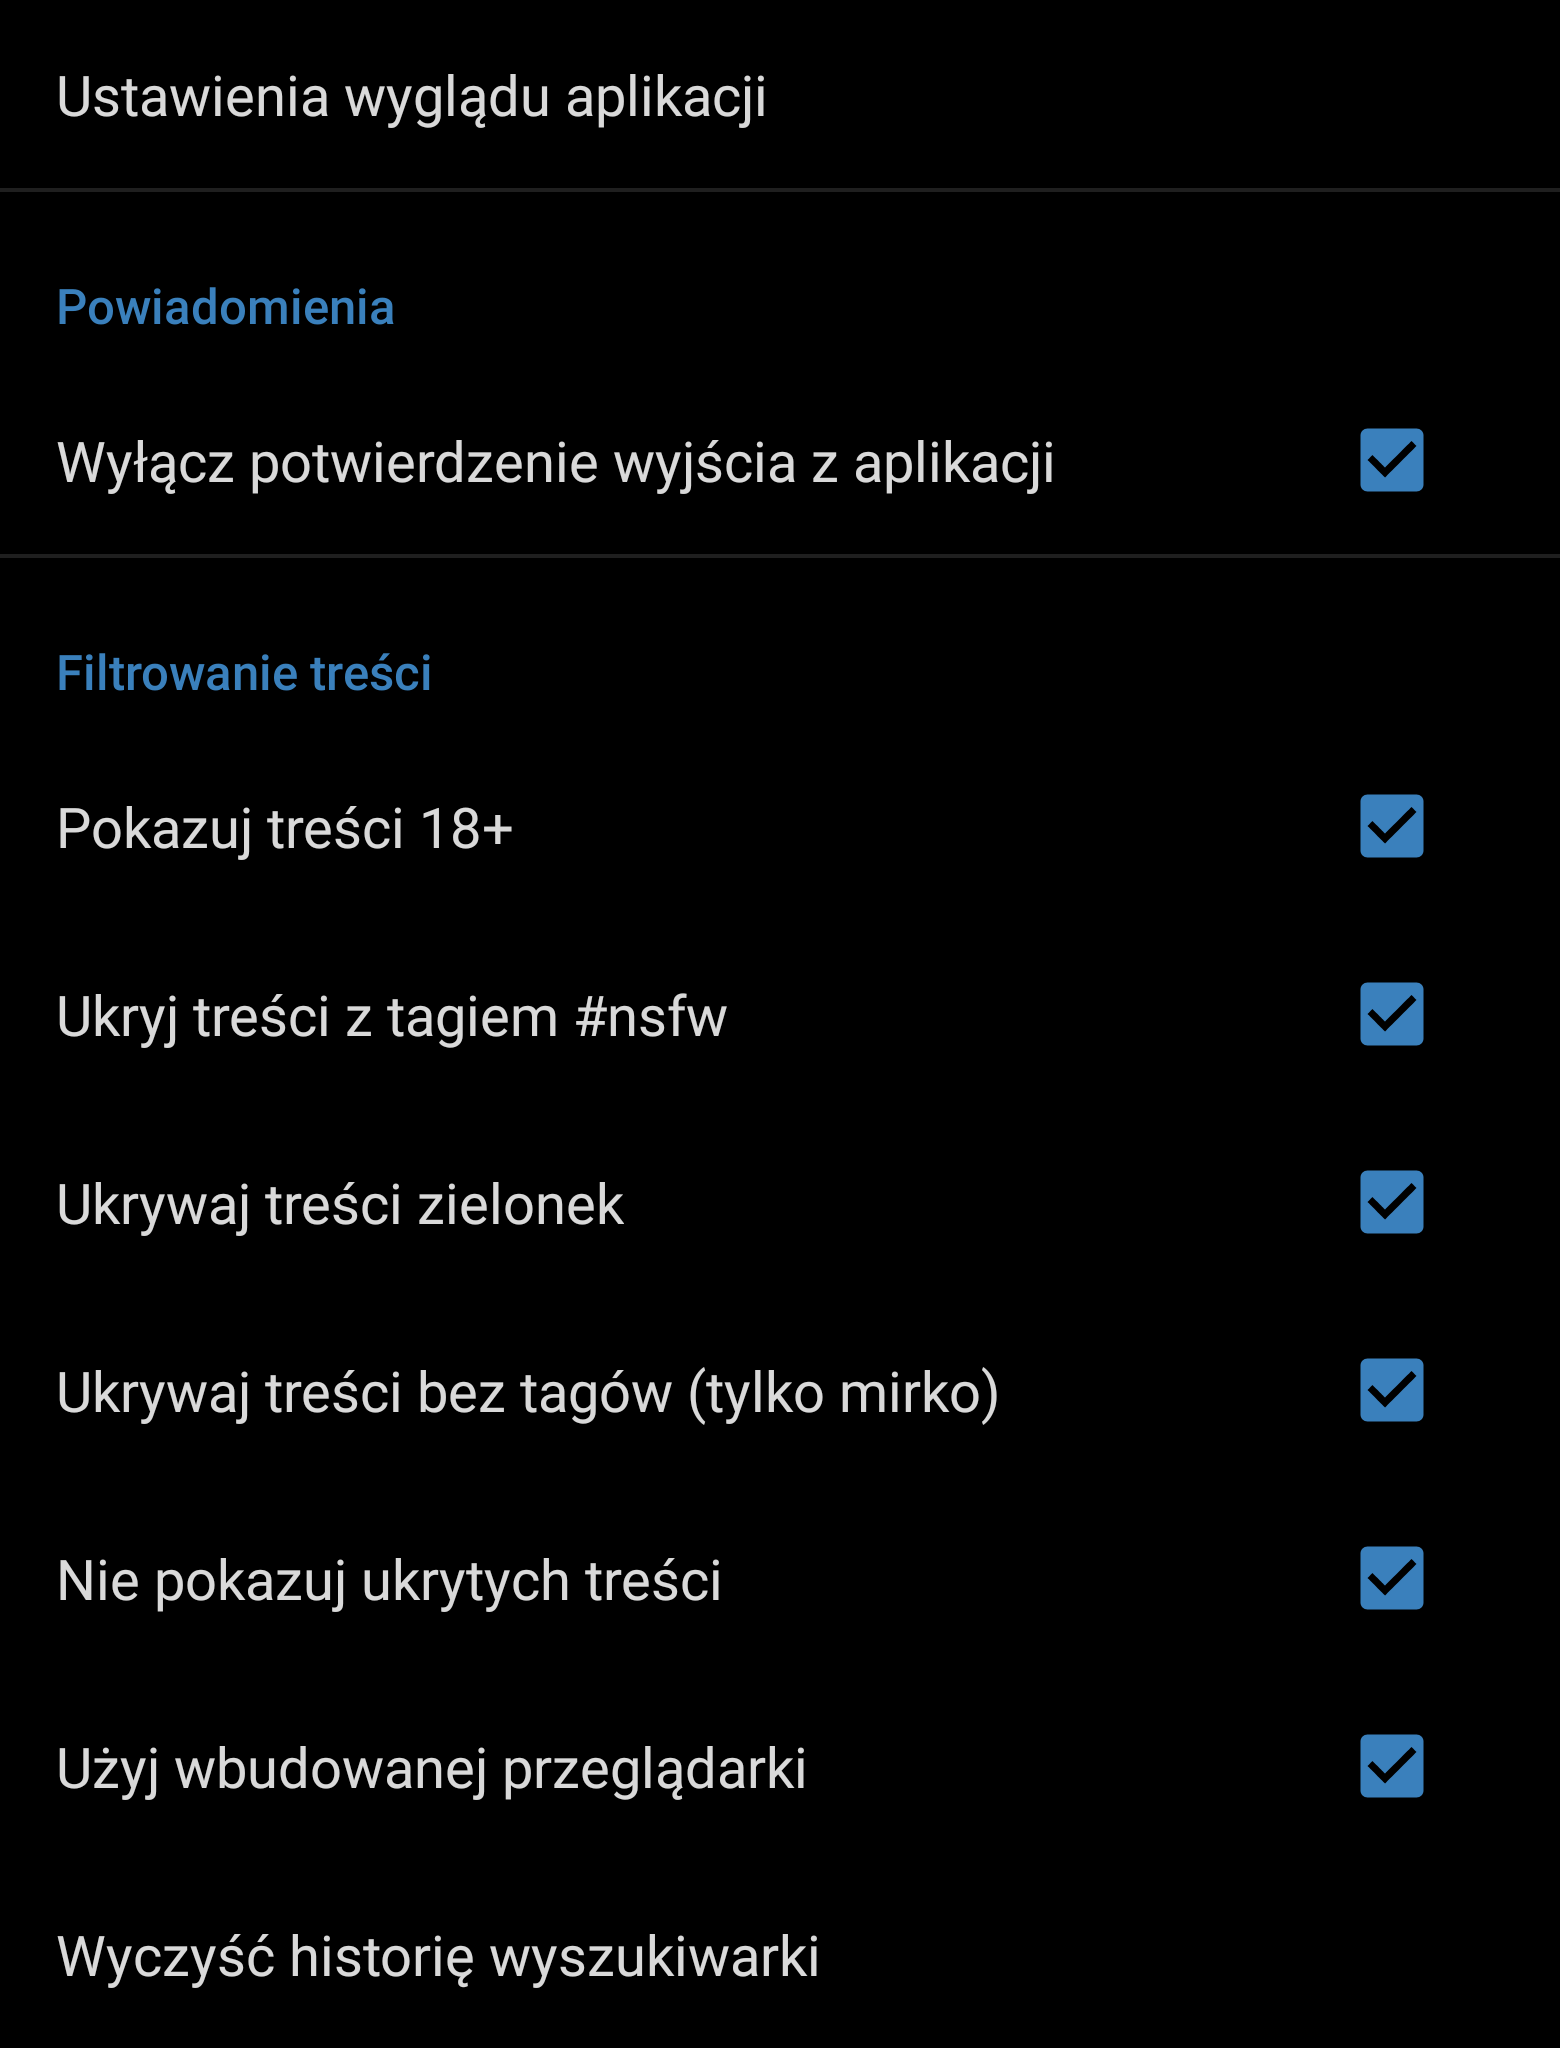 Ustawienia wyglądu aplikacji
Powiadomienia
Wyłącz potwierdzenie wyjścia z aplikacji
Filtrowanie treści
Pokazuj treści 18+
Ukryj treści z tagiem #nsfw
Ukrywaj treści zielonek
Ukrywaj treści bez tagów (tylko mirko)
Nie pokazuj ukrytych treści
Użyj wbudowanej przeglądarki
Wyczyść historię wyszukiwarki